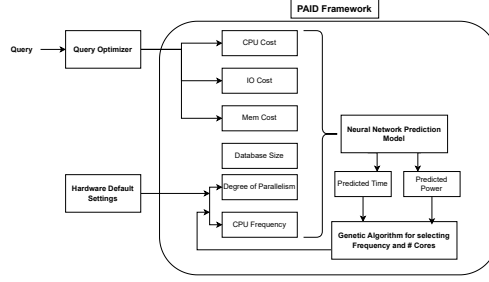 PAID Framework
Query
Query Optimizer
CPU Cost
IO Cost
Mem Cost
Database Size
Hardware Default
Settings
Degree of Parallelism
CPU Frequency
Neural Network Prediction
Model
Predicted Time
Predicted
Power
Genetic Algorithm for selecting
Frequency and # Cores